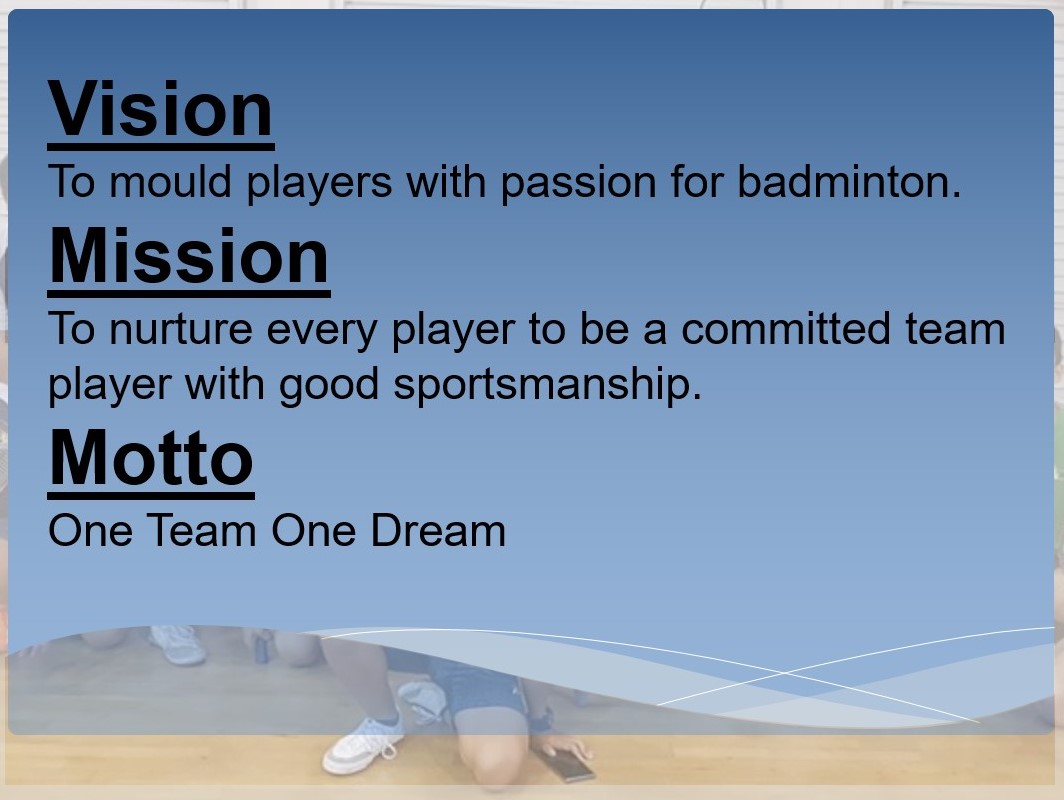 Vision
To mould players with passion for badminton.
Mission
To nurture every player to be a committed team
player with good sportsmanship.
Motto
One Team One Dream